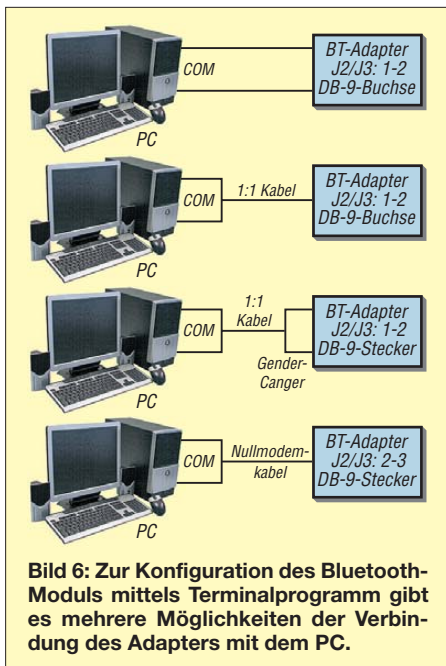 COM
BT-Adapter
J2/J3: 1-2
DB-9-Buchse
PC
COM
1:1 Kabel
BT-Adapter
J2/J3: 1-2
DB-9-Buchse
PC
COM
1:1
Kabel
Gender-
Canger
BT-Adapter
J2/J3: 1-2
DB-9-Stecker
PC
COM
Nullmodem-
kabel
BT-Adapter
J2/J3: 2-3
DB-9-Stecker
PC
Bild 6: Zur Konfiguration des Bluetooth-
Moduls mittels Terminalprogramm gibt
es mehrere Möglichkeiten der Verbin-
dung des Adapters mit dem PC.